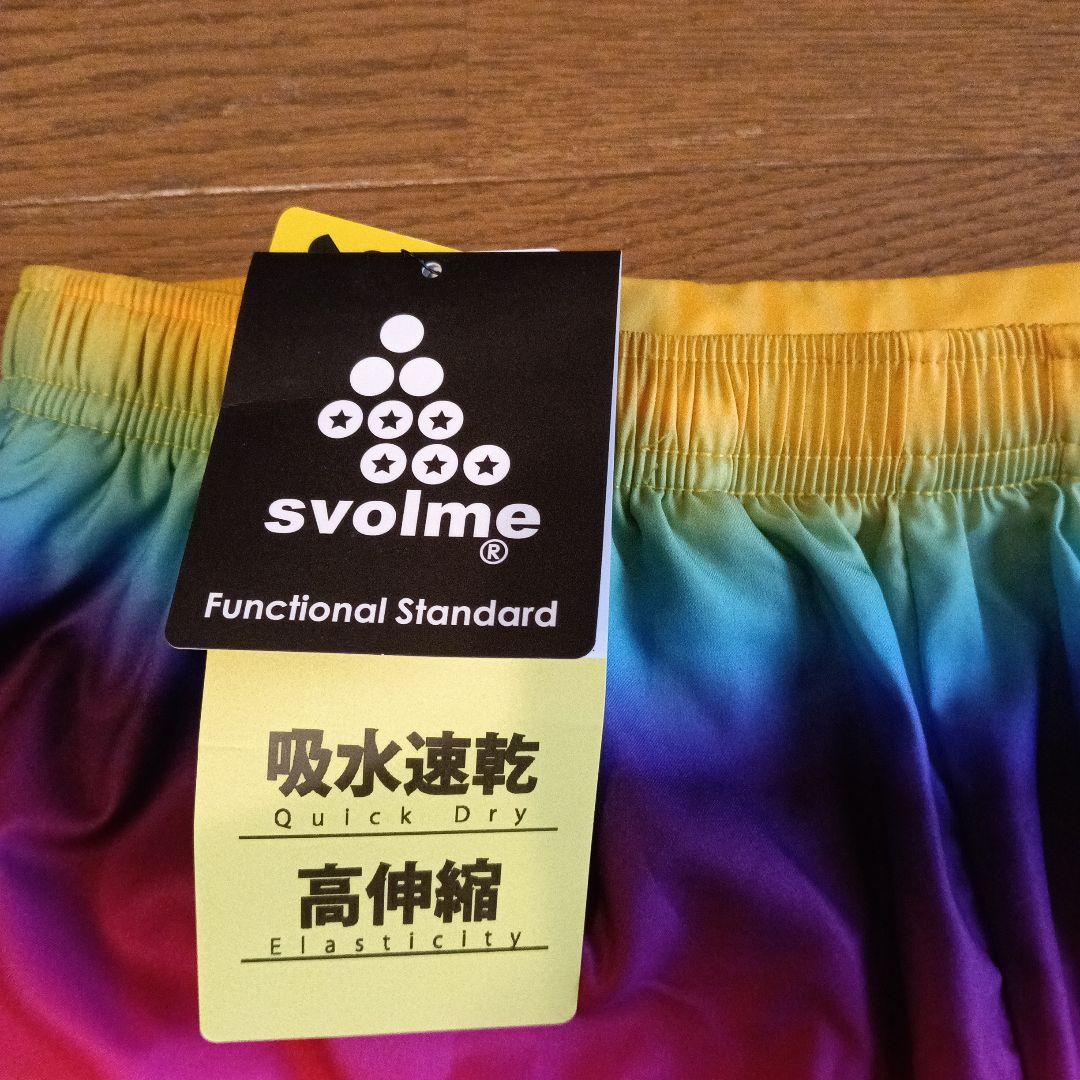 svolme
®
Functional Standard
吸水速乾
Quick Dry
高伸縮
Elasticity